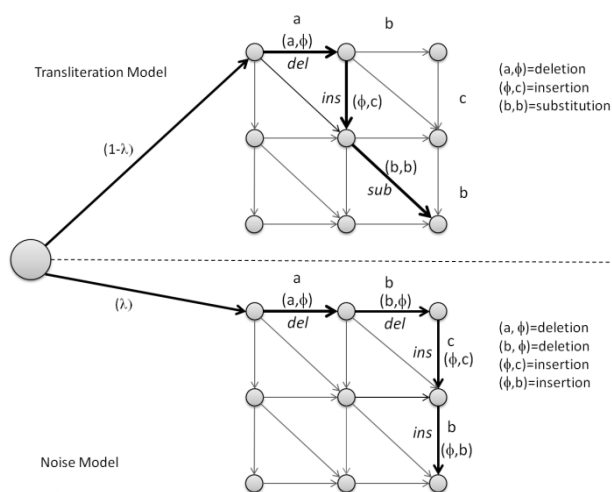 a b
(a,ϕ)
del
Transliteration Model
(a,ϕ)=deletion
(ϕ,c)=insertion
(b,b)=substitution
ins (ϕ,c)
c
(1-λ)
(b,b)
sub
b
a b
(a,ϕ) (b,ϕ)
del del
(λ)
(a, ϕ)=deletion
(b, ϕ)=deletion
(ϕ,c)=insertion
(ϕ,b)=insertion
c
ins (ϕ,c)
b
ins (ϕ,b)
Noise Model